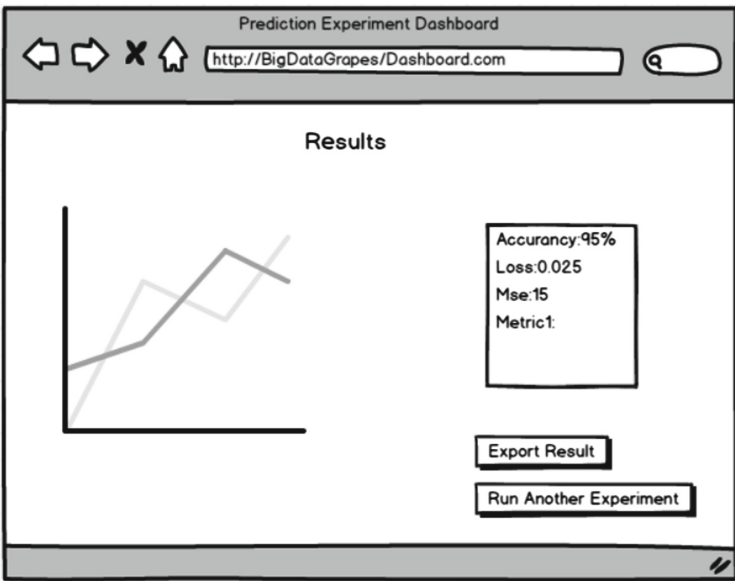 Prediction Experiment Dashboard
http://BigDataGrapes/Dashboard.com
Results
Accurancy:95%
Loss:0.025
Mse:15
Metric1:
Export Result
Run Another Experiment